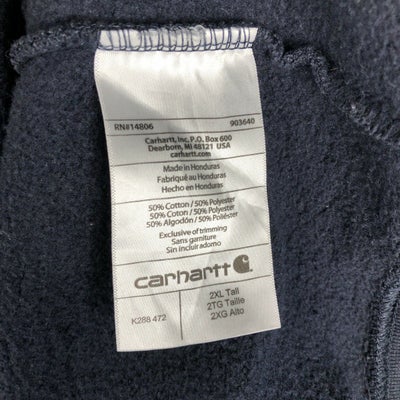 RN#14806 903640
Carhartt, Inc. P.O. Box 600
Dearborn, MI 48121 USA
carhartt.com
Made in Honduras
Fabriqué au Honduras
Hecho en Honduras
50% Cotton / 50% Polyester
50% Coton / 50% Polyester
50% Algodón / 50% Poliéster
Exclusive of trimming
Sans garniture
Sin incluir adorno
carhartt
K288 472
2XL Tall
2TG Taille
2XG Alto